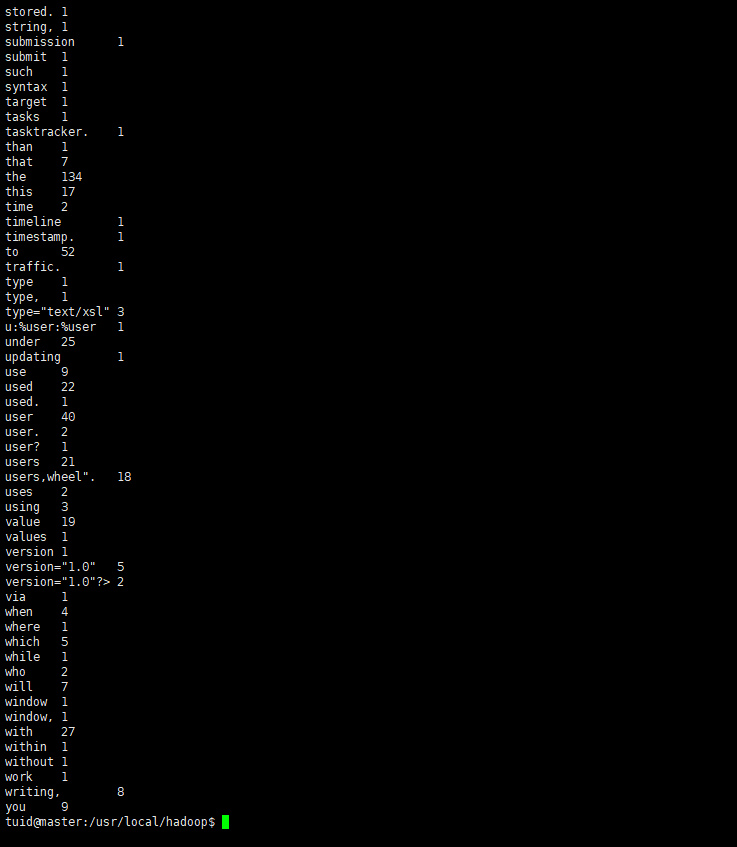 stored. 1
string, 1
submission 1
submit 1
such 1
syntax 1
target 1
tasks 1
tasktracker. 1
than 1
that 7
the 134
this 17
time 2
timeline 1
timestamp. 1
to 52
traffic. 1
type 1
type, 1
type="text/xsl" 3
u:%user:%user 1
under 25
updating 1
use 9
used 22
used. 1
user 40
user. 2
user? 1
users 21
users,wheel". 18
uses 2
using 3
value 19
values 1
version 1
version="1.0" 5
version="1.0"?> 2
via 1
when 4
where 1
which 5
while 1
who 2
will 7
window 1
window, 1
with 27
within 1
without 1
work 1
writing, 8
you 9
tuid@master:/usr/local/hadoop$